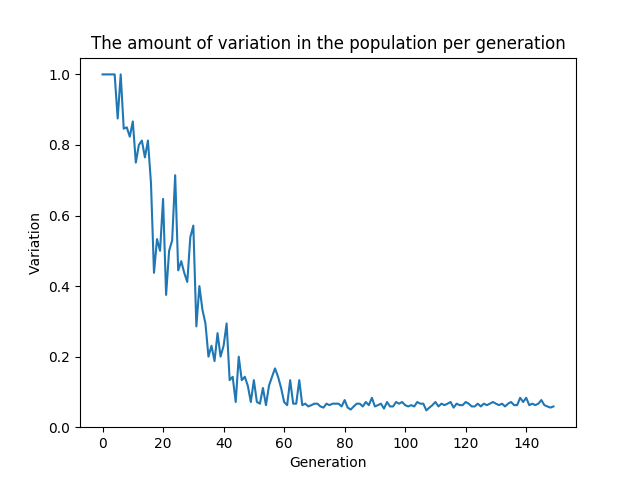 The amount of variation in the population per generation
1.0
0.8
0.6
0.4
0.2
0.0
Variation
0 20 40 60 80 100 120 140
Generation